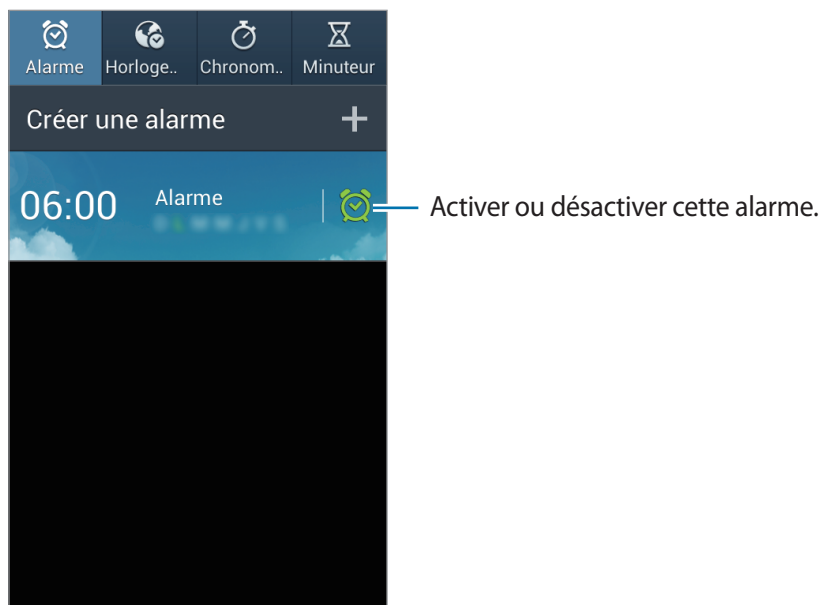 Alarme Horloge.. Chronom.. Minuteur
Créer une alarme
06:00 Alarme
Activer ou désactiver cette alarme.